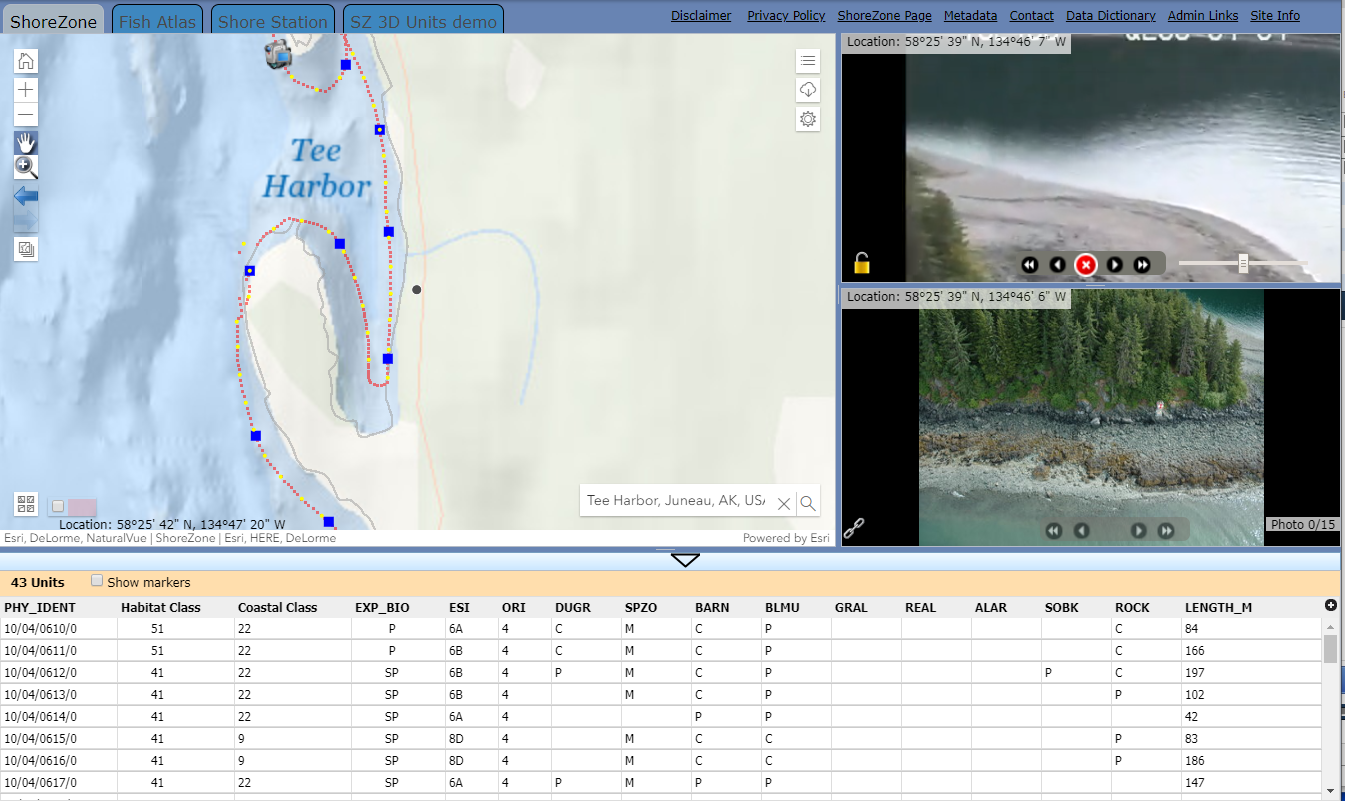 ShoreZone Fish Atlas Shore Station SZ 3D Units demo Disclaimer Privacy Policy ShoreZone Page Metadata Contact Data Dictionary Admin Links Site Info
Tee
Harbor
Tee Harbor, Juneau, AK, USA
Location: 58°25' 42" N, 134°47' 20" W
Esri, DeLorme, NaturalVue | ShoreZone | Esri, HERE, DeLorme Powered by Esri
Location: 58°25' 39" N, 134°46' 7" W
Location: 58°25' 39" N, 134°46' 6" W
Photo 0/15
43 Units Show markers
PHY_IDENT Habitat Class Coastal Class EXP_BIO ESI ORI DUGR SPZO BARN BLMU GRAL REAL ALAR SOBK ROCK LENGTH_M
10/04/0610/0 51 22 P 6A 4 C M C P C 84
10/04/0611/0 51 22 P 6B 4 C M C P C 166
10/04/0612/0 41 22 SP 6B 4 P M C P P C 197
10/04/0613/0 41 22 SP 6B 4 M C P P 102
10/04/0614/0 41 22 SP 6A 4 P P 42
10/04/0615/0 41 9 SP 8D 4 M C C P 83
10/04/0616/0 41 9 SP 8D 4 M C C P 186
10/04/0617/0 41 22 SP 6A 4 P M P P 147